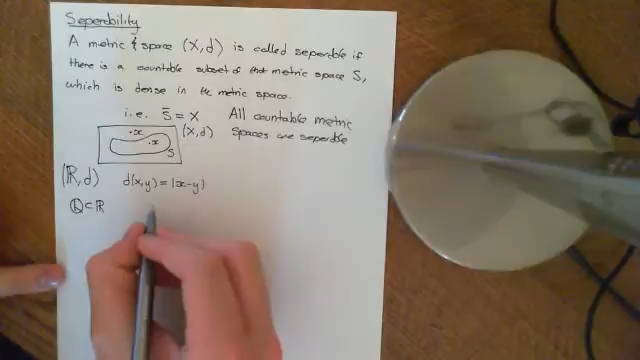 Seperability
A metric space (X,d) is called seperable if
there is a countable subset of that metric space S,
which is dense in the metric space.
i.e. S̄ = X All countable metric
(X,d) Spaces are seperable
·x ·x S
(ℝ,d) d(x,y) = |x-y|
ℚ⊂ℝ